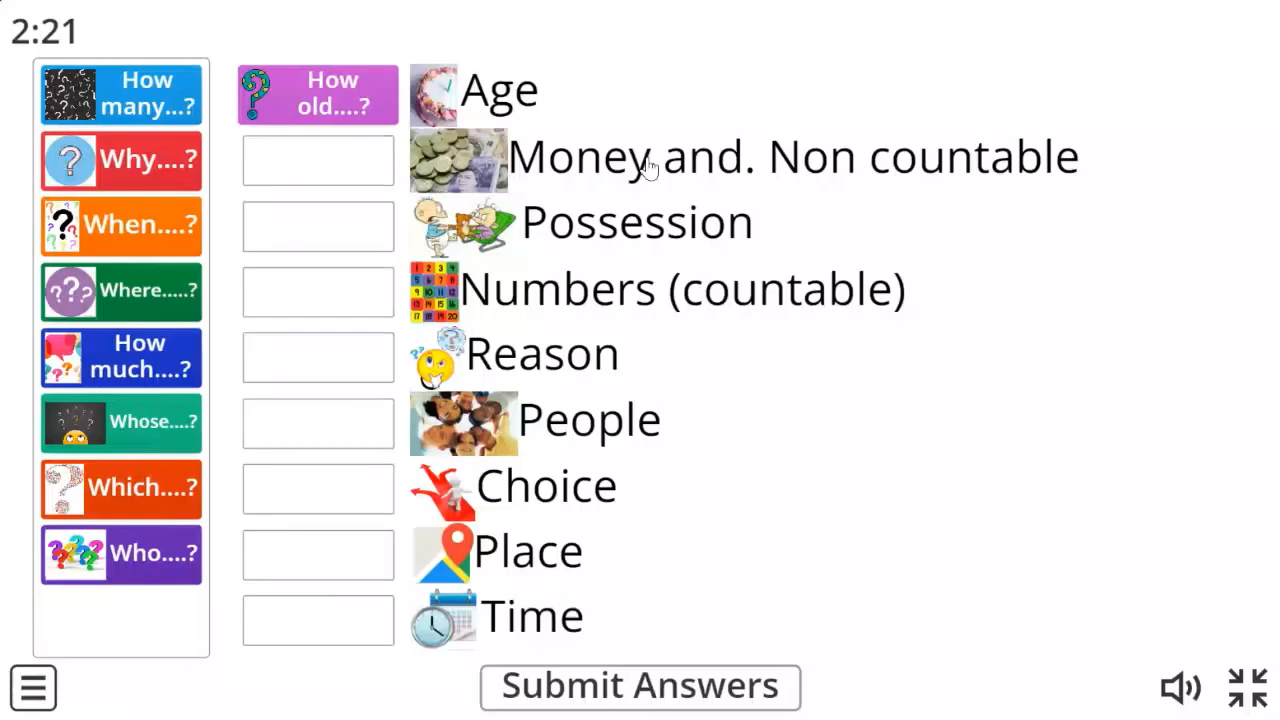 2:21
How
many...?
Why....?
When....?
Where.....?
How
much....?
Whose....?
Which....?
Who....?
How
old....?
Age
Money and. Non countable
Possession
Numbers (countable)
Reason
People
Choice
Place
Time
Submit Answers